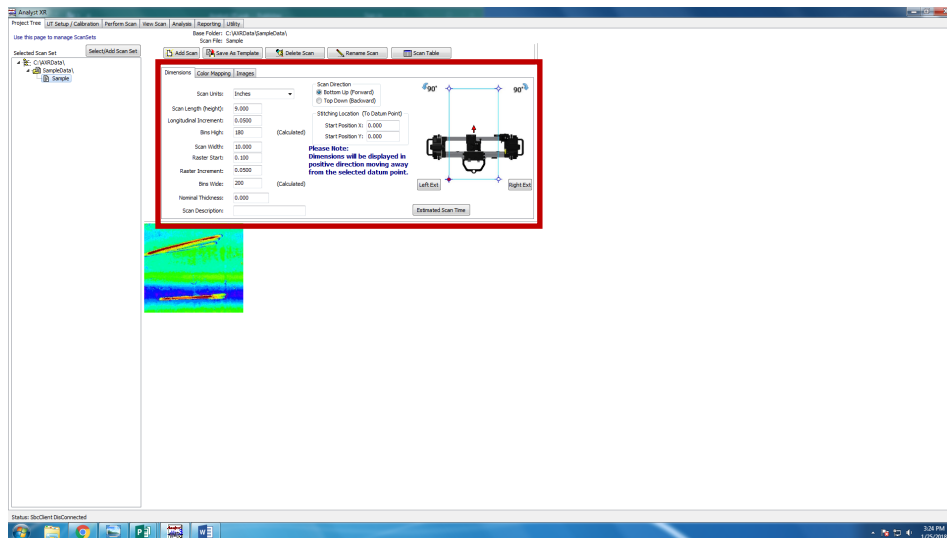 Analyst XR
Project Tree UT Setup / Calibration Perform Scan View Scan Analysis Reporting Utility
Use this page to manage ScanSets
Base Folder: C:\AXRData\SampleData\
Scan File: Sample
Selected Scan Set Select/Add Scan Set
Add Scan Save As Template Delete Scan Rename Scan Scan Table
C:\AXRData\
SampleData\
Sample
Dimensions Color Mapping Images
Scan Units: Inches
Scan Length (height): 9.000
Longitudinal Increment: 0.0500
Bins High: 180 (Calculated)
Scan Width: 10.000
Raster Start: 0.100
Raster Increment: 0.0500
Bins Wide: 200 (Calculated)
Nominal Thickness: 0.000
Scan Description:
Scan Direction
Bottom Up (Forward)
Top Down (Backward)
Stitching Location (To Datum Point)
Start Position X: 0.000
Start Position Y: 0.000
Please Note:
Dimensions will be displayed in
positive direction moving away
from the selected datum point.
90° 90°
Left Ext Right Ext
Estimated Scan Time
Status: SbcClient DisConnected
3:24 PM
1/25/2018